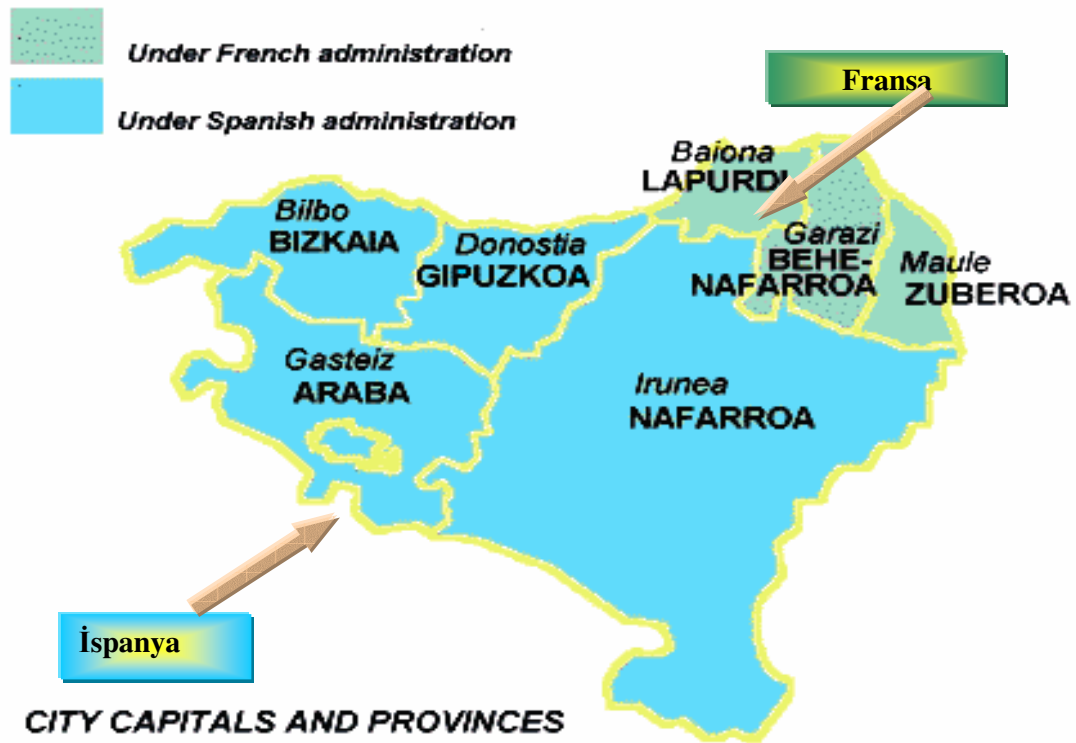 Under French administration
Under Spanish administration
Fransa
Baiona
LAPURDI
Bilbo
BIZKAIA
Donostia
GIPUZKOA
Garazi
BEHE-
NAFARROA
Maule
ZUBEROA
Gasteiz
ARABA
Irunea
NAFARROA
İspanya
CITY CAPITALS AND PROVINCES